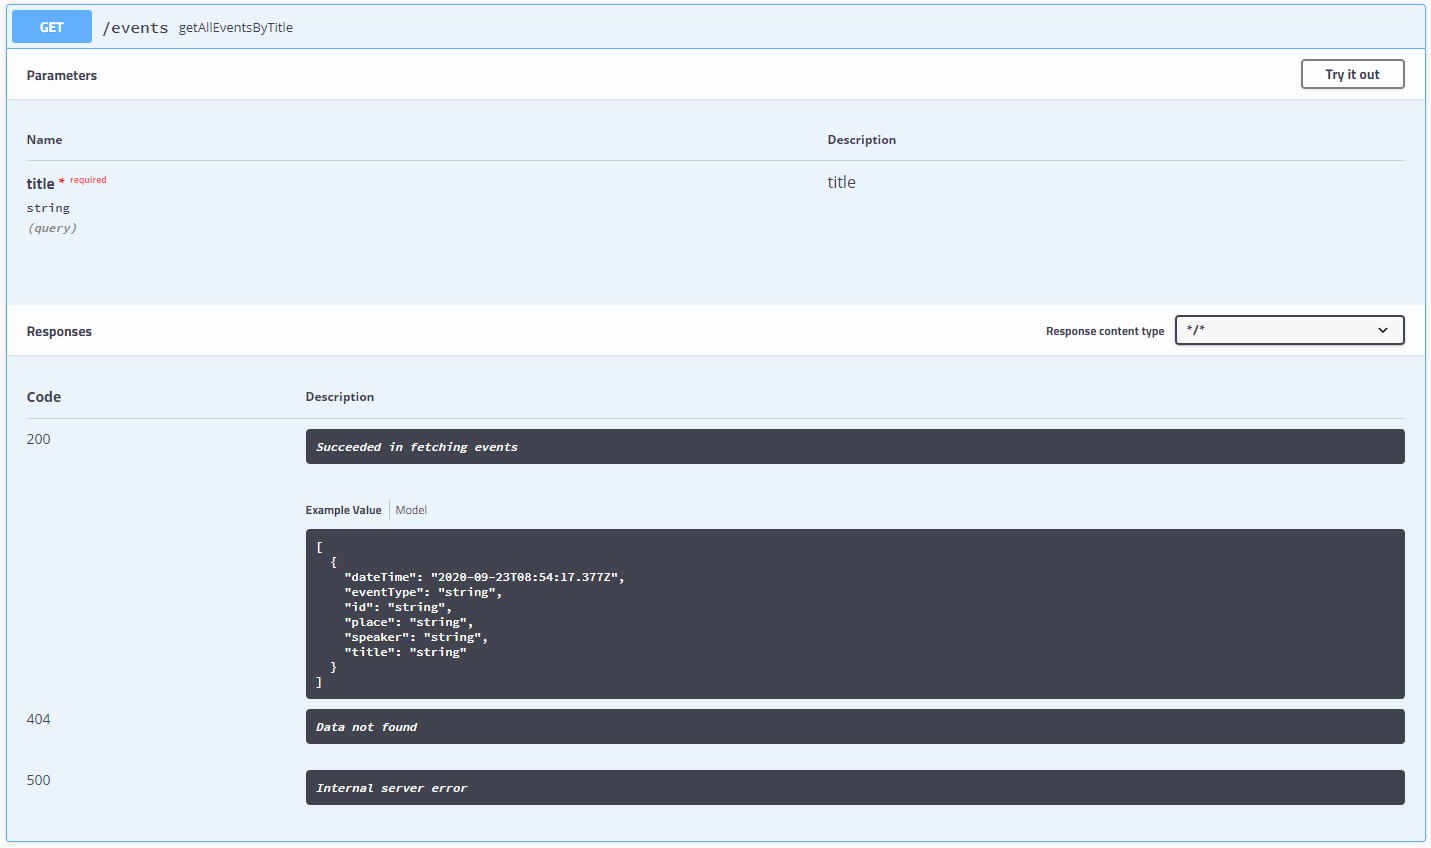 GET /events getAllEventsByTitle
Parameters Try it out
Name Description
title * required title
string
(query)
Responses Response content type */*
Code Description
200 Succeeded in fetching events
Example Value Model
[
  {
    "dateTime": "2020-09-23T08:54:17.377Z",
    "eventType": "string",
    "id": "string",
    "place": "string",
    "speaker": "string",
    "title": "string"
  }
]
404 Data not found
500 Internal server error